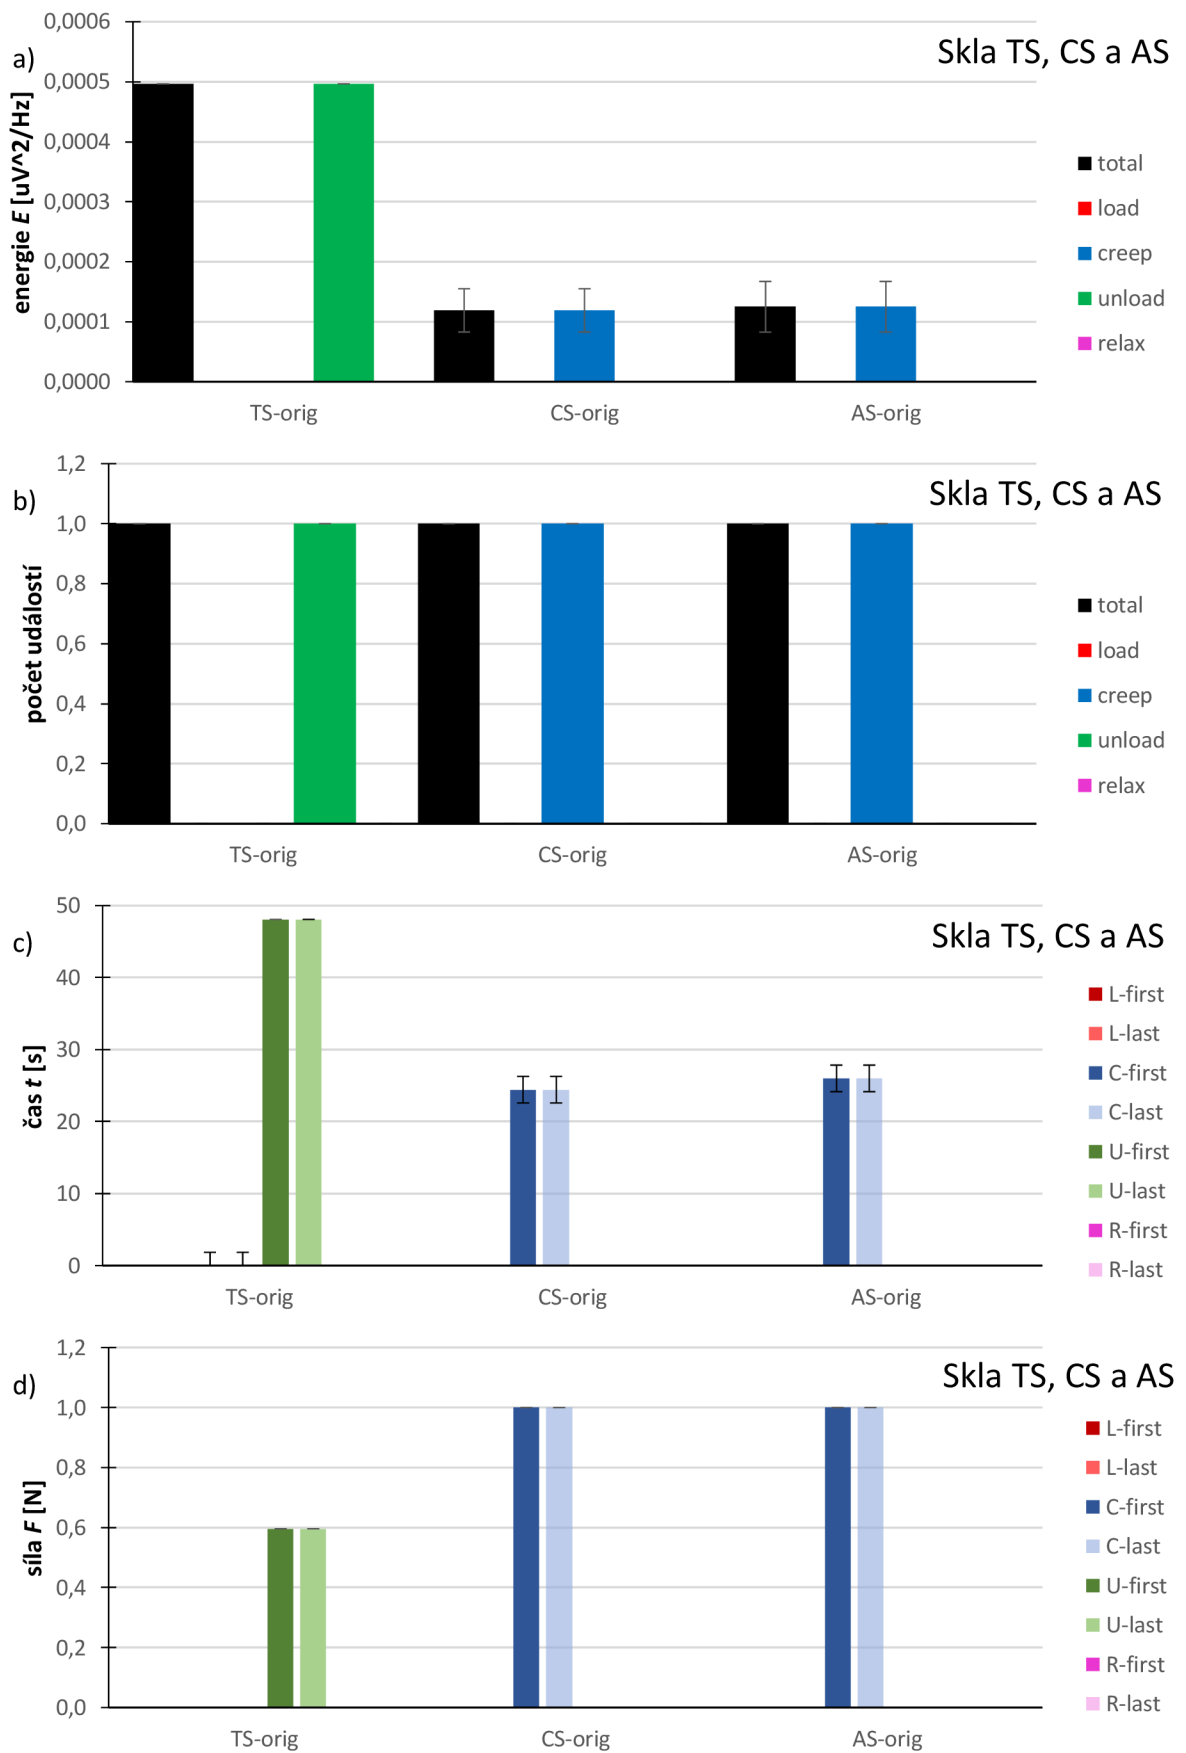 a)
Skla TS, CS a AS
energie E [uV^2/Hz]
0,0006
0,0005
0,0004
0,0003
0,0002
0,0001
0,0000
TS-orig
CS-orig
AS-orig
total
load
creep
unload
relax
b)
Skla TS, CS a AS
počet událostí
1,2
1,0
0,8
0,6
0,4
0,2
0,0
TS-orig
CS-orig
AS-orig
total
load
creep
unload
relax
c)
Skla TS, CS a AS
čas t [s]
50
40
30
20
10
0
TS-orig
CS-orig
AS-orig
L-first
L-last
C-first
C-last
U-first
U-last
R-first
R-last
d)
Skla TS, CS a AS
síla F [N]
1,2
1,0
0,8
0,6
0,4
0,2
0,0
TS-orig
CS-orig
AS-orig
L-first
L-last
C-first
C-last
U-first
U-last
R-first
R-last